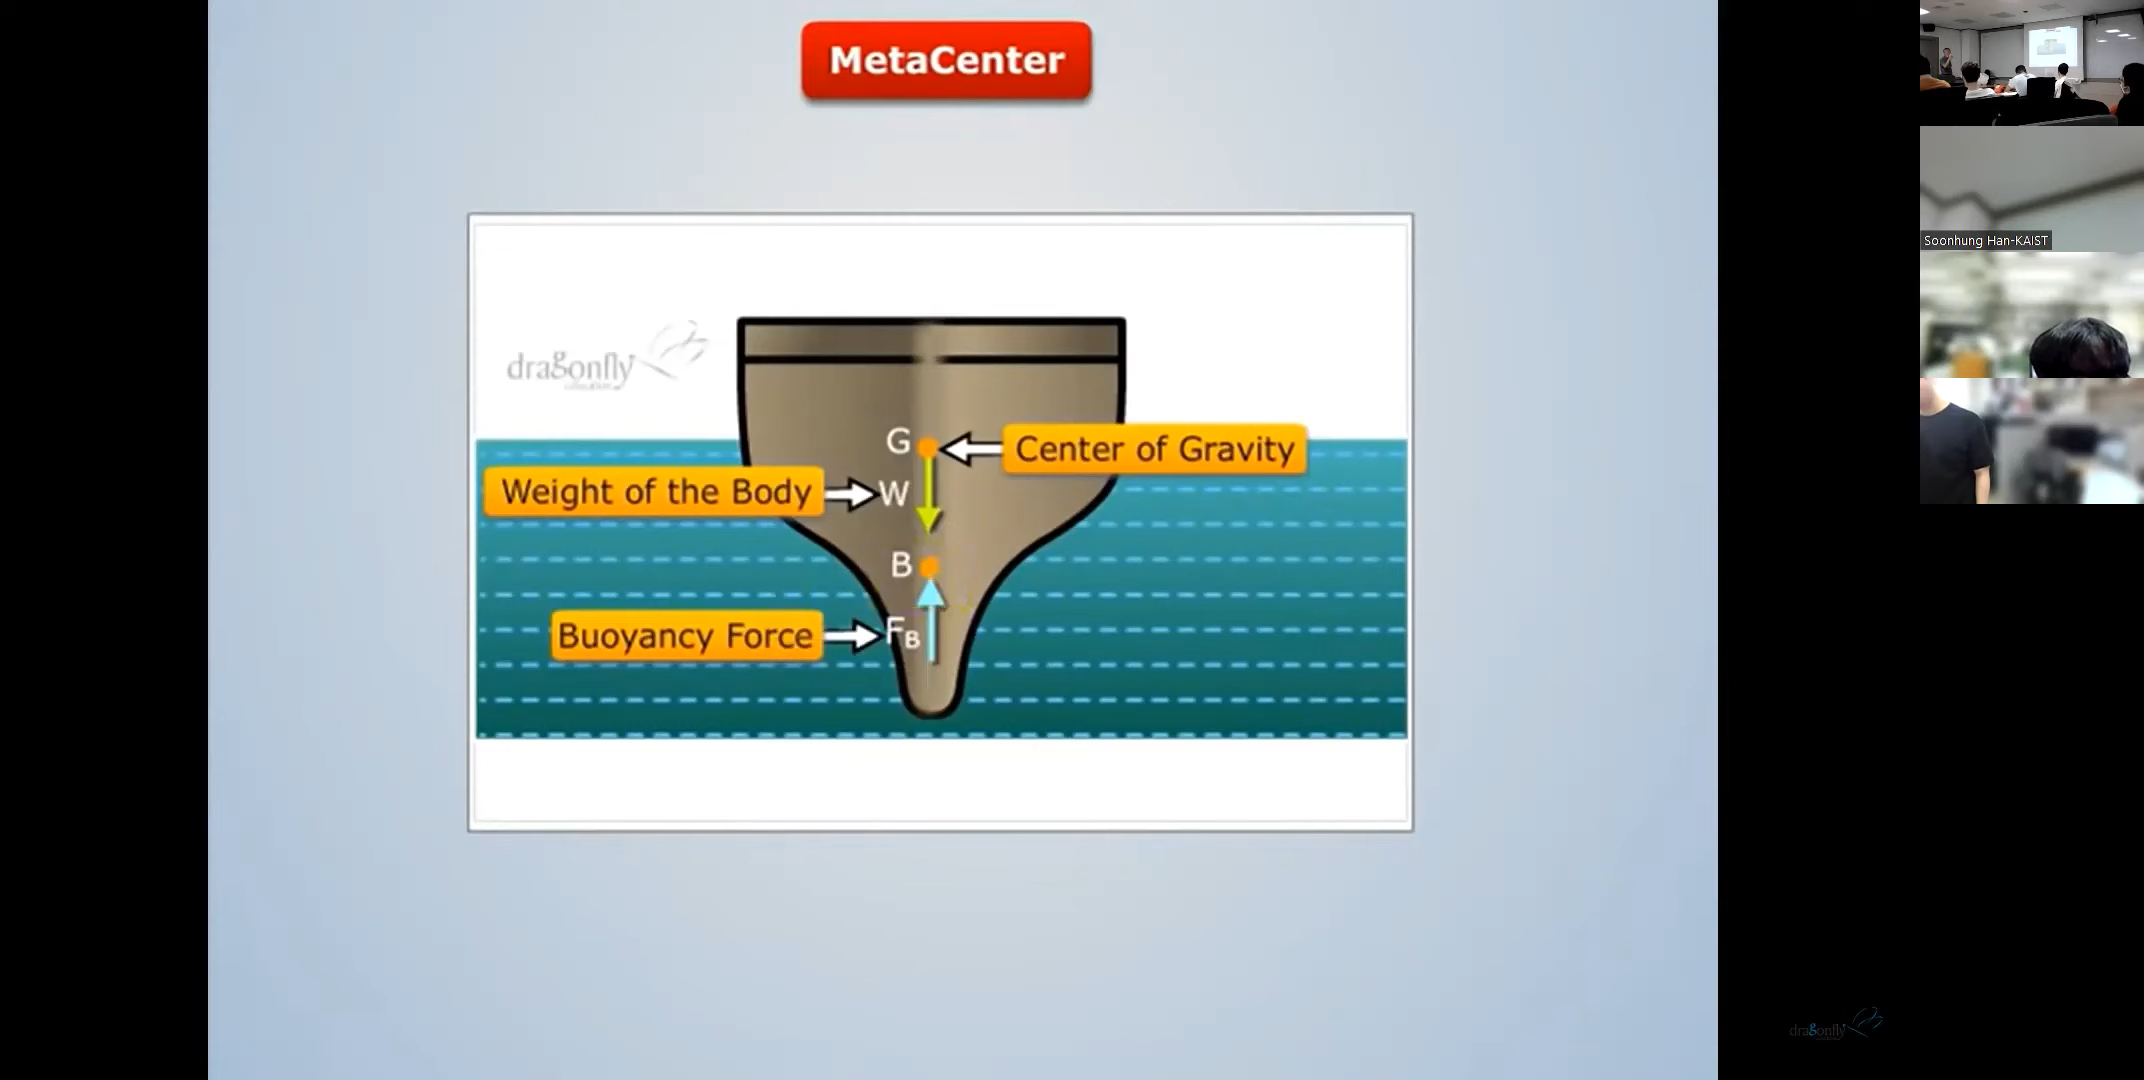 MetaCenter
dragonfly
G
Center of Gravity
Weight of the Body
W
B
Buoyancy Force
FB
Soonhung Han-KAIST
dragonfly